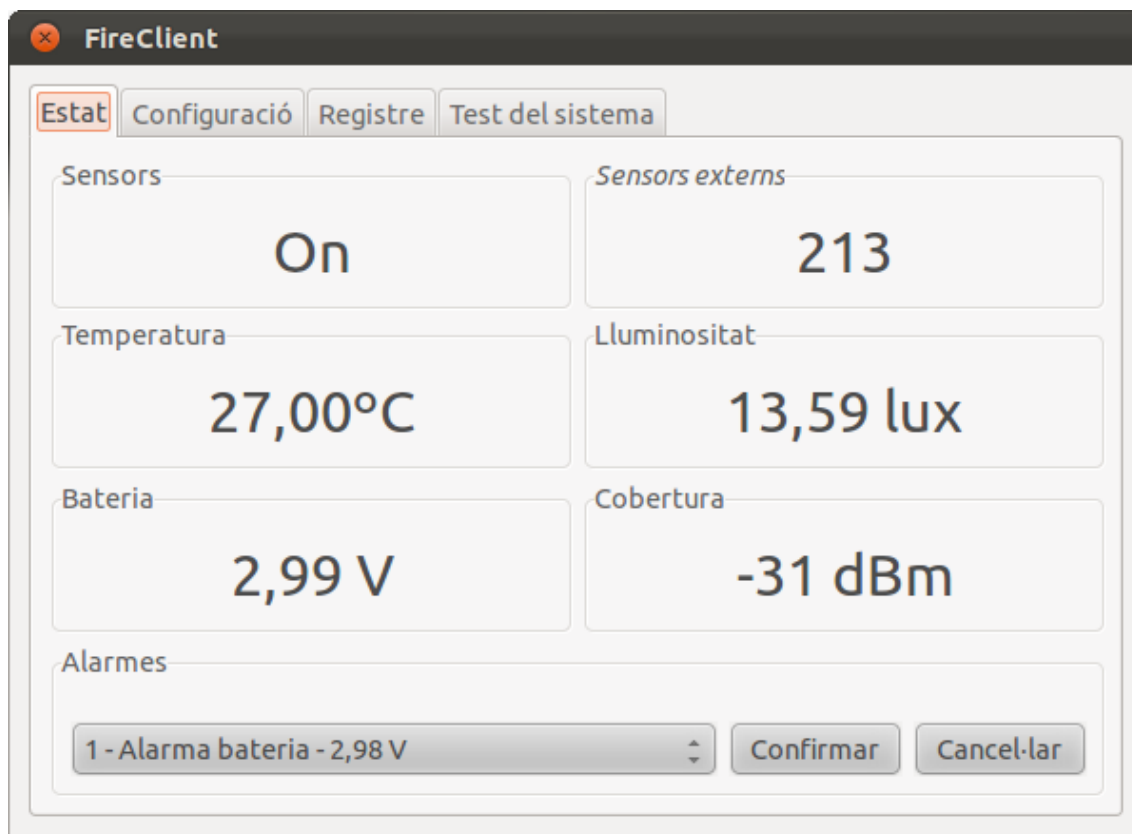 FireClient
Estat Configuració Registre Test del sistema
Sensors
On
Sensors externs
213
Temperatura
27,00ºC
Lluminositat
13,59 lux
Bateria
2,99 V
Cobertura
-31 dBm
Alarmes
1 - Alarma bateria - 2,98 V Confirmar Cancel·lar